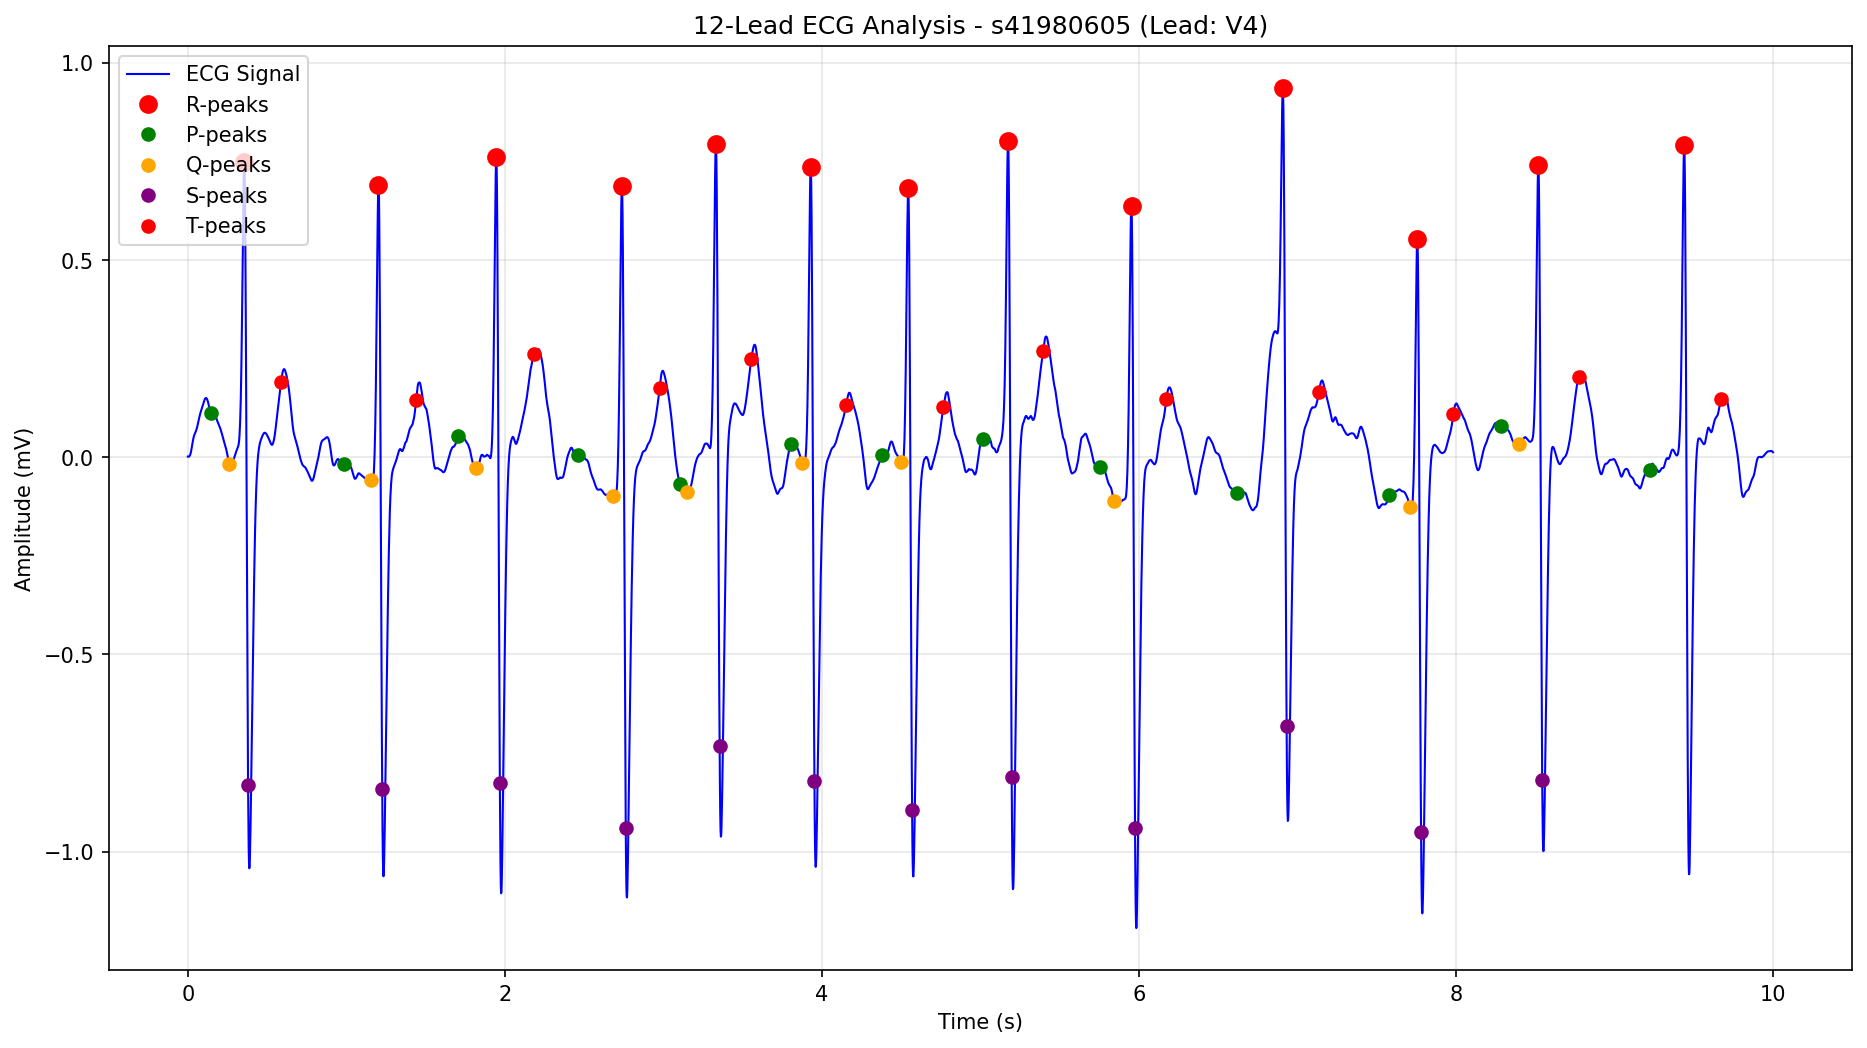 12-Lead ECG Analysis - s41980605 (Lead: V4)
ECG Signal
R-peaks
P-peaks
Q-peaks
S-peaks
T-peaks
Amplitude (mV)
1.0
0.5
0.0
−0.5
−1.0
0 2 4 6 8 10
Time (s)